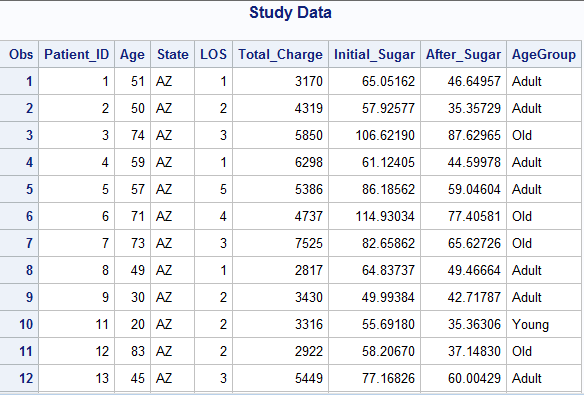 Study Data
Obs Patient_ID Age State LOS Total_Charge Initial_Sugar After_Sugar AgeGroup
1 1 51 AZ 1 3170 65.05162 46.64957 Adult
2 2 50 AZ 2 4319 57.92577 35.35729 Adult
3 3 74 AZ 3 5850 106.62190 87.62965 Old
4 4 59 AZ 1 6298 61.12405 44.59978 Adult
5 5 57 AZ 5 5386 86.18562 59.04604 Adult
6 6 71 AZ 4 4737 114.93034 77.40581 Old
7 7 73 AZ 3 7525 82.65862 65.62726 Old
8 8 49 AZ 1 2817 64.83737 49.46664 Adult
9 9 30 AZ 2 3430 49.99384 42.71787 Adult
10 11 20 AZ 2 3316 55.69180 35.36306 Young
11 12 83 AZ 2 2922 58.20670 37.14830 Old
12 13 45 AZ 3 5449 77.16826 60.00429 Adult